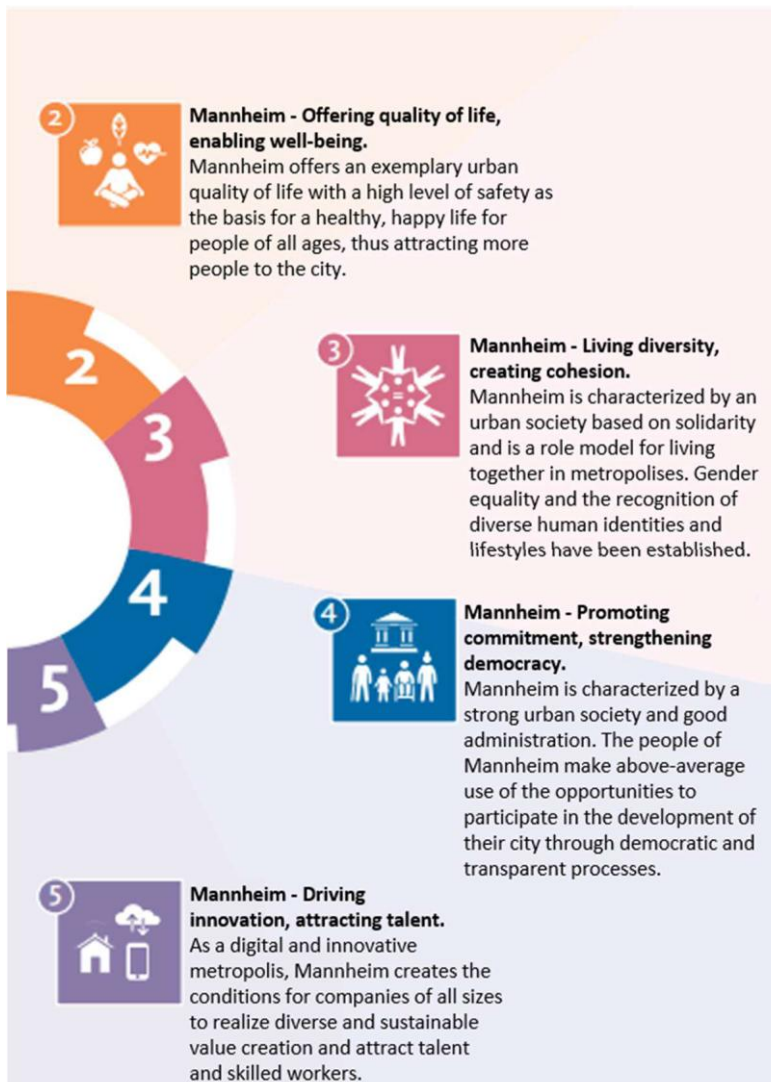 2
Mannheim - Offering quality of life,
enabling well-being.
Mannheim offers an exemplary urban
quality of life with a high level of safety as
the basis for a healthy, happy life for
people of all ages, thus attracting more
people to the city.
2
3
3
Mannheim - Living diversity,
creating cohesion.
Mannheim is characterized by an
urban society based on solidarity
and is a role model for living
together in metropolises. Gender
equality and the recognition of
diverse human identities and
lifestyles have been established.
4
4
Mannheim - Promoting
commitment, strengthening
democracy.
Mannheim is characterized by a
strong urban society and good
administration. The people of
Mannheim make above-average
use of the opportunities to
participate in the development of
their city through democratic and
transparent processes.
5
5
Mannheim - Driving
innovation, attracting talent.
As a digital and innovative
metropolis, Mannheim creates the
conditions for companies of all sizes
to realize diverse and sustainable
value creation and attract talent
and skilled workers.